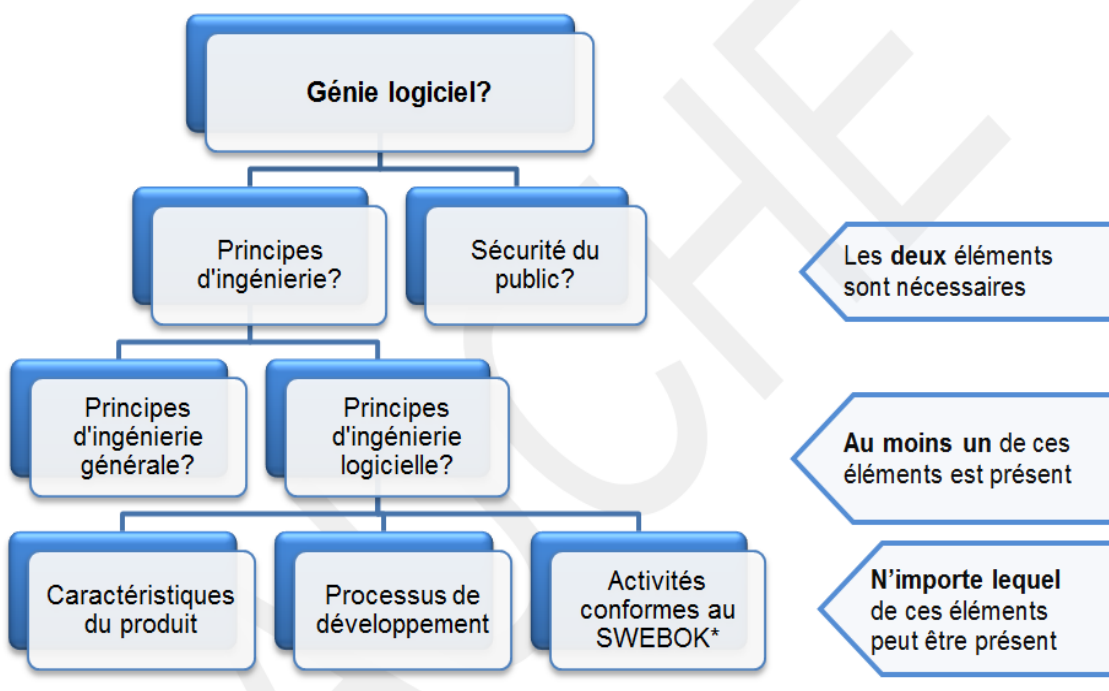 Génie logiciel?
Principes
d'ingénierie?
Sécurité du
public?
Les deux éléments
sont nécessaires
Principes
d'ingénierie
générale?
Principes
d'ingénierie
logicielle?
Au moins un de ces
éléments est présent
Caractéristiques
du produit
Processus de
développement
Activités
conformes au
SWEBOK*
N'importe lequel
de ces éléments
peut être présent